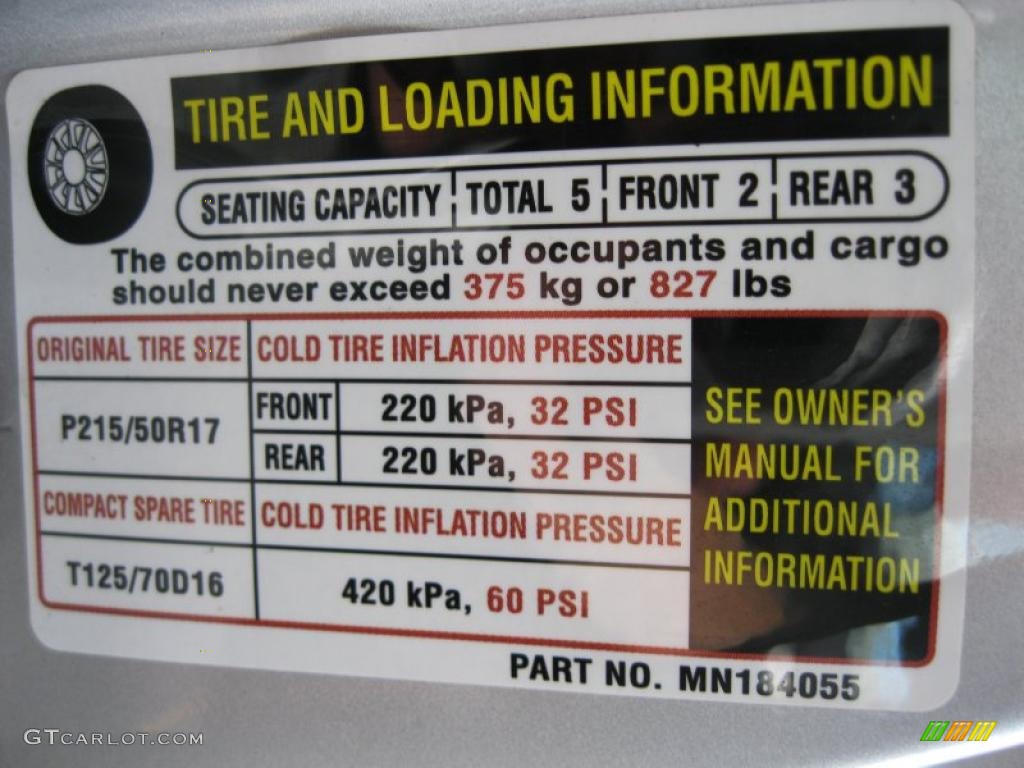 TIRE AND LOADING INFORMATION
SEATING CAPACITY TOTAL 5 FRONT 2 REAR 3
The combined weight of occupants and cargo
should never exceed 375 kg or 827 lbs
ORIGINAL TIRE SIZE COLD TIRE INFLATION PRESSURE
P215/50R17
FRONT 220 kPa, 32 PSI
REAR 220 kPa, 32 PSI
COMPACT SPARE TIRE COLD TIRE INFLATION PRESSURE
T125/70D16 420 kPa, 60 PSI
SEE OWNER'S
MANUAL FOR
ADDITIONAL
INFORMATION
PART NO. MN184055
GTCARLOT.COM